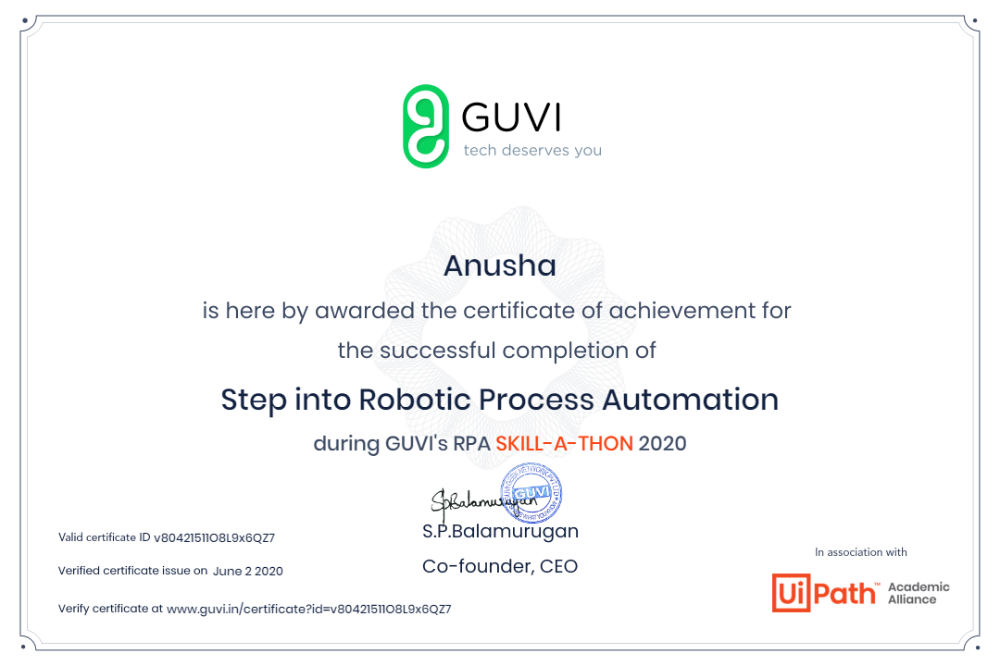 GUVI
tech deserves you
Anusha
is here by awarded the certificate of achievement for
the successful completion of
Step into Robotic Process Automation
during GUVI's RPA SKILL-A-THON 2020
S.P.Balamurugan
GUVI
S.P.Balamurugan
Co-founder, CEO
Valid certificate ID v80421511O8L9x6QZ7
Verified certificate issue on June 2 2020
Verify certificate at www.guvi.in/certificate?id=v80421511O8L9x6QZ7
In association with
UiPath™ Academic
Alliance